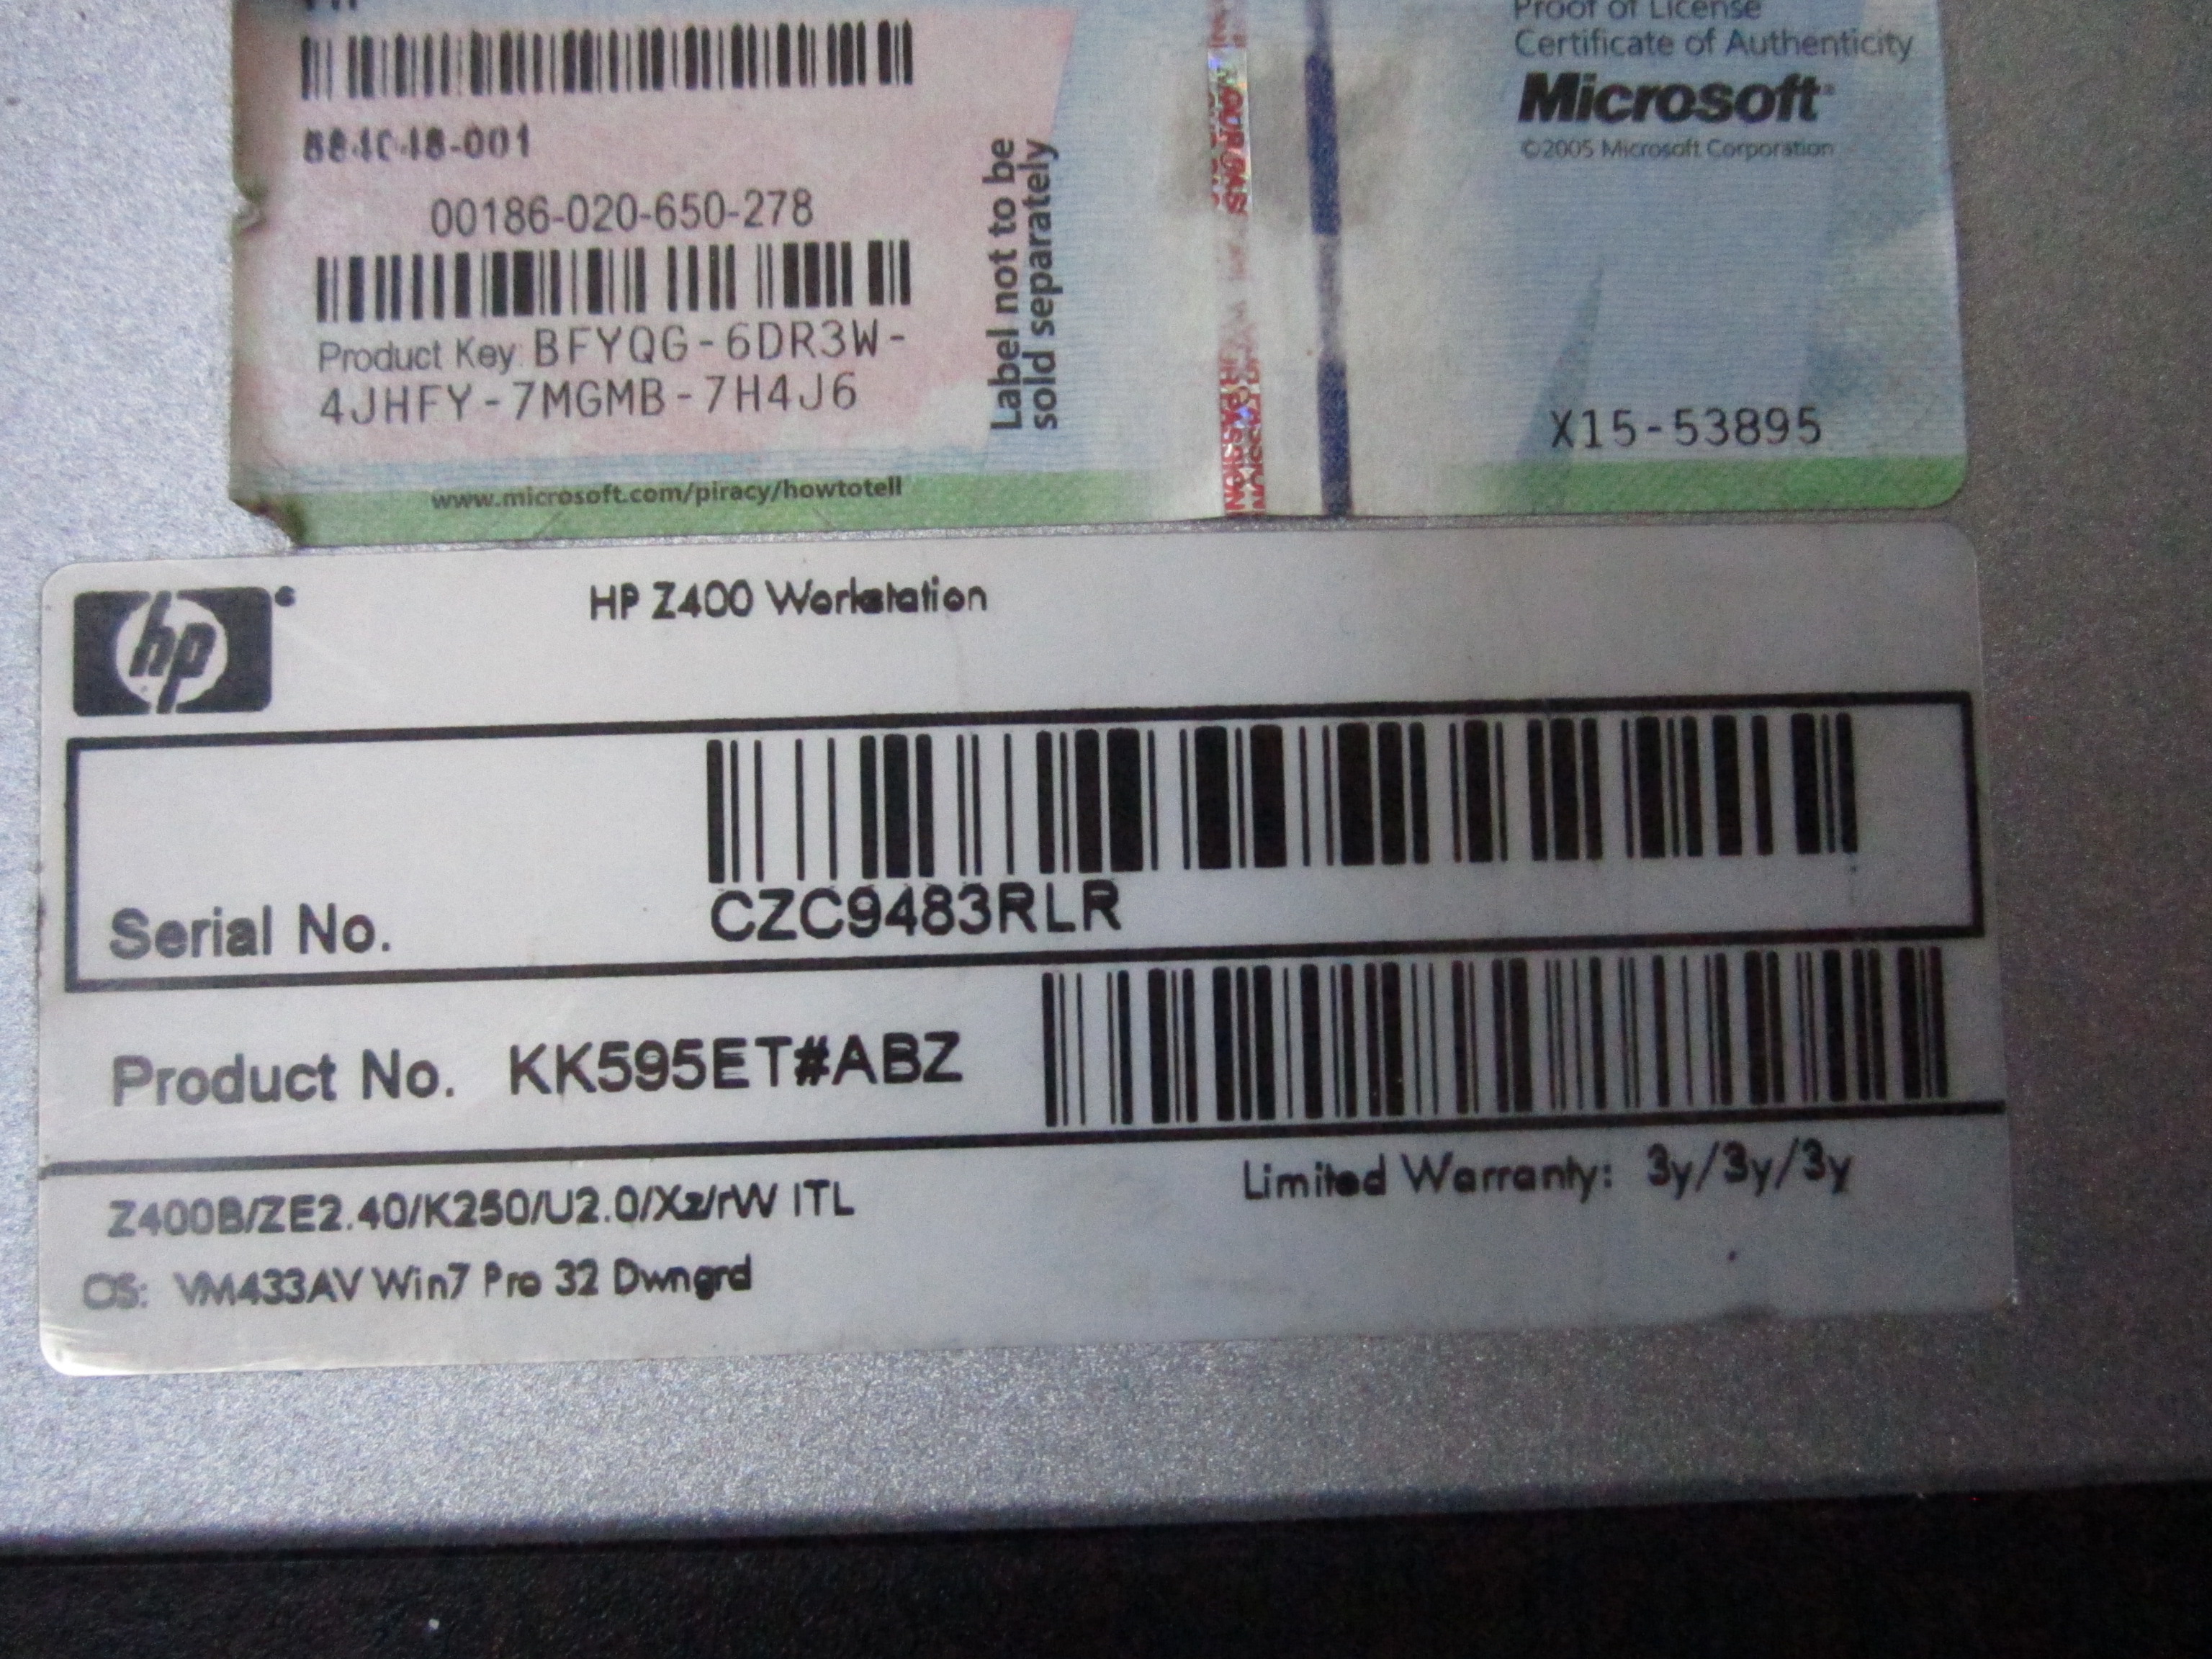 Proof of License
Certificate of Authenticity
Microsoft
©2005 Microsoft Corporation
00186-020-650-278
Product Key: BFYQG-6DR3W-
4JHFY-7MGMB-7H4J6
Label not to be
sold separately
X15-53895
www.microsoft.com/piracy/howtotell
hp
HP Z400 Workstation
CZC9483RLR
Serial No.
Product No. KK595ET#ABZ
Z400B/ZE2.40/K250/U2.0/Xz/rW ITL
Limited Warranty: 3y/3y/3y
OS: VM433AV Win7 Pro 32 Dwngrd